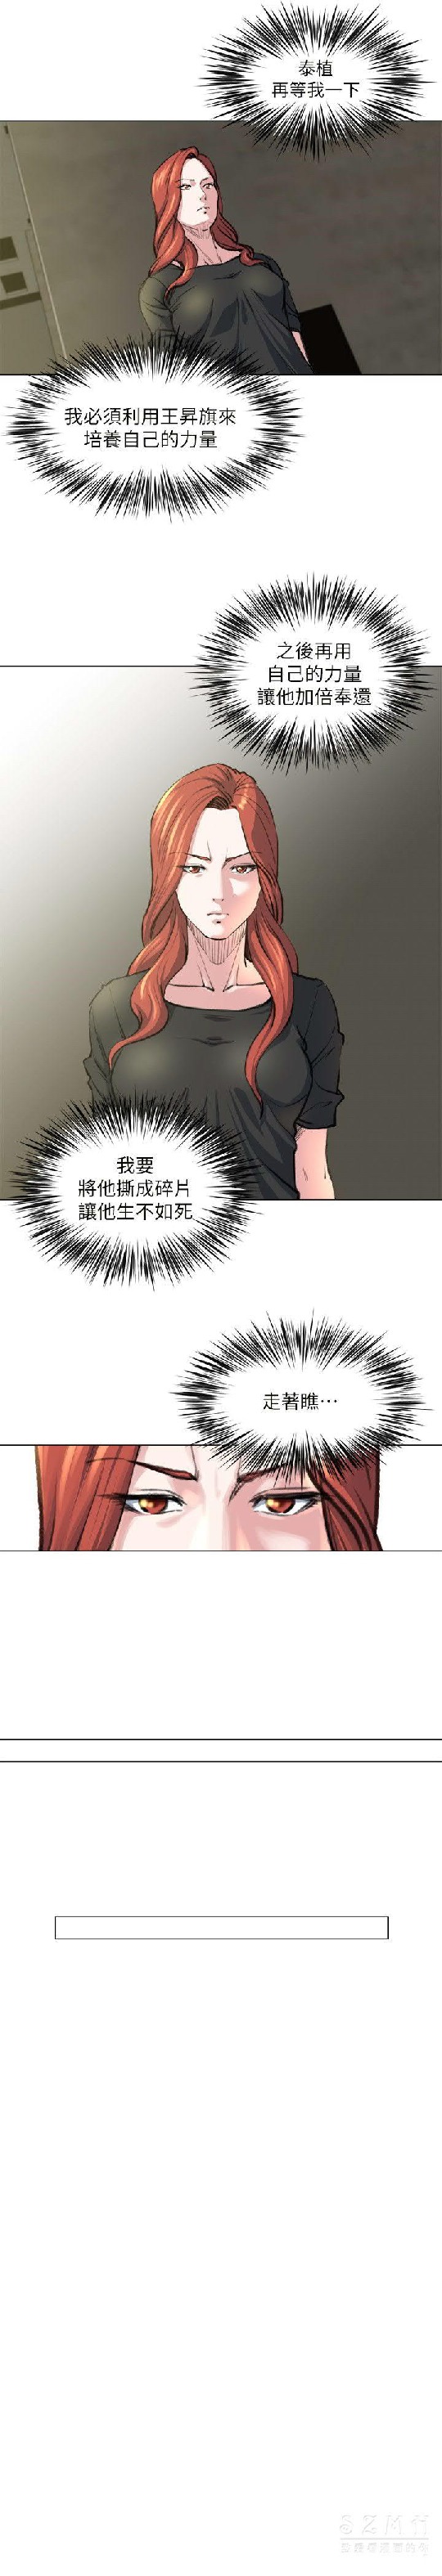 泰植
再等我一下
我必須利用王昇旗來
培養自己的力量
之後再用
自己的力量
讓他加倍奉還
我要
將他撕成碎片
讓他生不如死
走著瞧…